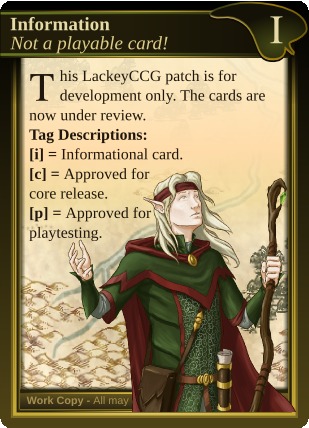 Information
Not a playable card!
I
This LackeyCCG patch is for
development only. The cards are
now under review.
Tag Descriptions:
[i] = Informational card.
[c] = Approved for
core release.
[p] = Approved for
playtesting.
Work Copy - All may